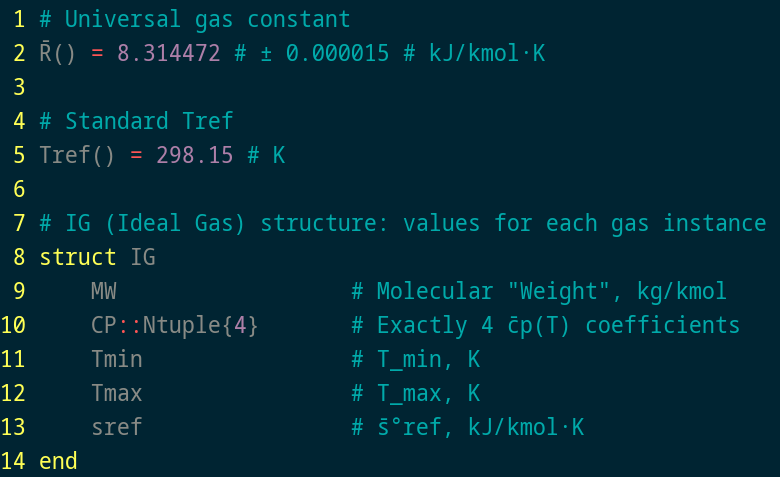 1 # Universal gas constant
2 R̄() = 8.314472 # ± 0.000015 # kJ/kmol⋅K
3
4 # Standard Tref
5 Tref() = 298.15 # K
6
7 # IG (Ideal Gas) structure: values for each gas instance
8 struct IG
9     MW                  # Molecular "Weight", kg/kmol
10     CP::Ntuple{4}       # Exactly 4 c̄p(T) coefficients
11     Tmin                # T_min, K
12     Tmax                # T_max, K
13     sref                # s̄°ref, kJ/kmol⋅K
14 end